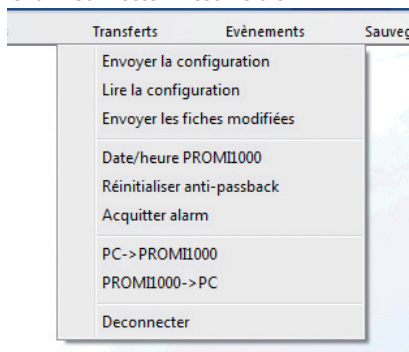 Transferts Evènements Sauveg
Envoyer la configuration
Lire la configuration
Envoyer les fiches modifiées
Date/heure PROMI1000
Réinitialiser anti-passback
Acquitter alarm
PC->PROMI1000
PROMI1000->PC
Deconnecter